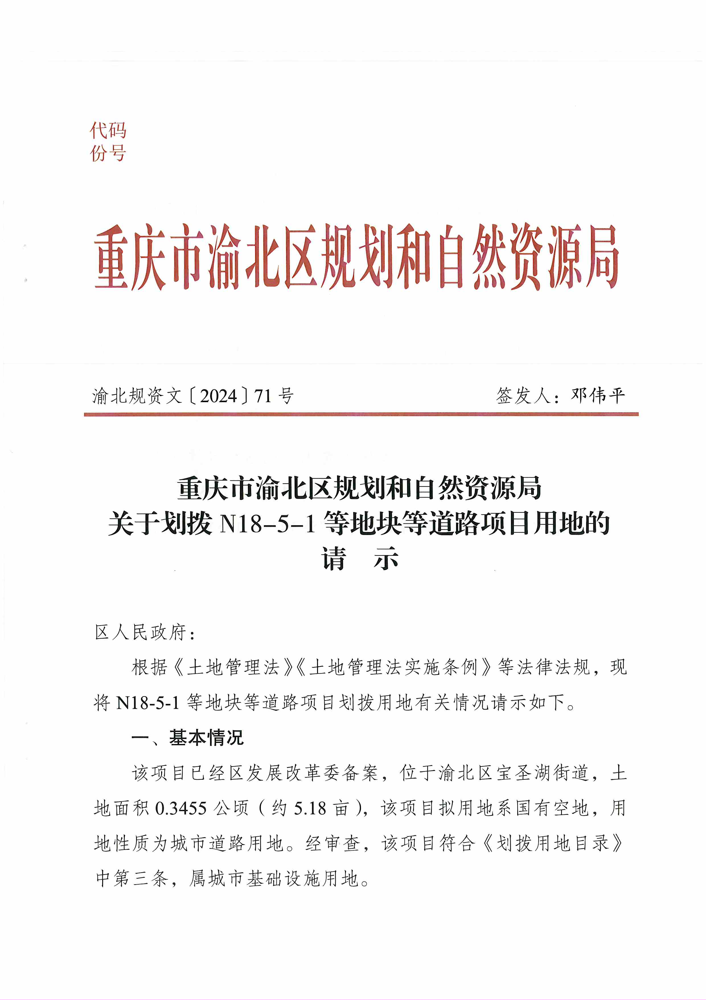 代码
份号
重庆市渝北区规划和自然资源局
渝北规资文〔2024〕71 号 签发人：邓伟平
重庆市渝北区规划和自然资源局
关于划拨 N18-5-1 等地块等道路项目用地的
请 示
区人民政府：
根据《土地管理法》《土地管理法实施条例》等法律法规，现
将 N18-5-1 等地块等道路项目划拨用地有关情况请示如下。
一、基本情况
该项目已经区发展改革委备案，位于渝北区宝圣湖街道，土
地面积 0.3455 公顷（约 5.18 亩），该项目拟用地系国有空地，用
地性质为城市道路用地。经审查，该项目符合《划拨用地目录》
中第三条，属城市基础设施用地。